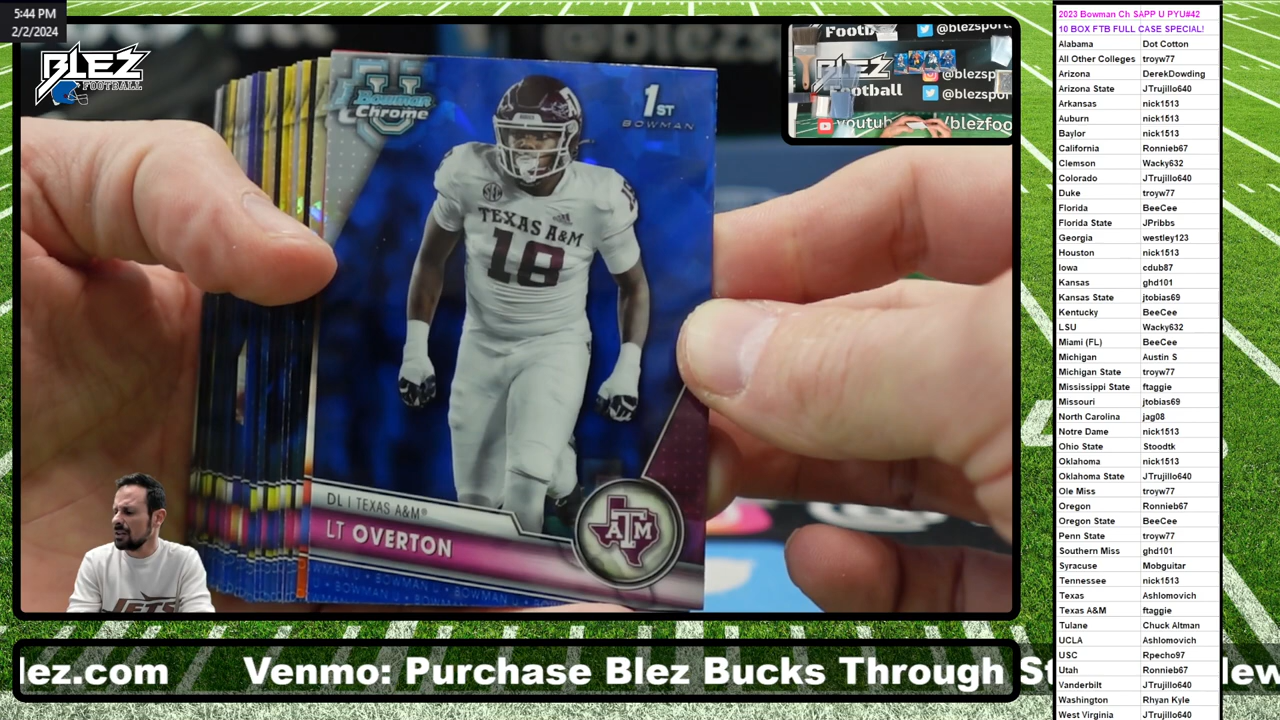 5:44 PM
2/2/2024
BLEZ
FOOTBALL
U
Bowman
Chrome
1ST
BOWMAN
SEC
TEXAS A&M
18
DL | TEXAS A&M®
LT OVERTON
ATM
JETS
Football
@blezspor
BLEZ
@blezsp
Football
@blezspor
youtub
/blezfoo
lez.com
Venmo: Purchase Blez Bucks Through St
lew
2023 Bowman Ch SAPP U PYU#42
10 BOX FTB FULL CASE SPECIAL!
Alabama Dot Cotton
All Other Colleges troyw77
Arizona DerekDowding
Arizona State JTrujillo640
Arkansas nick1513
Auburn nick1513
Baylor nick1513
California Ronnieb67
Clemson Wacky632
Colorado JTrujillo640
Duke troyw77
Florida BeeCee
Florida State JPribbs
Georgia westley123
Houston nick1513
Iowa cdub87
Kansas ghd101
Kansas State jtobias69
Kentucky BeeCee
LSU Wacky632
Miami (FL) BeeCee
Michigan Austin S
Michigan State troyw77
Mississippi State ftaggie
Missouri jtobias69
North Carolina jag08
Notre Dame nick1513
Ohio State Stoodtk
Oklahoma nick1513
Oklahoma State JTrujillo640
Ole Miss troyw77
Oregon Ronnieb67
Oregon State BeeCee
Penn State troyw77
Southern Miss ghd101
Syracuse Mobguitar
Tennessee nick1513
Texas Ashlomovich
Texas A&M ftaggie
Tulane Chuck Altman
UCLA Ashlomovich
USC Rpecho97
Utah Ronnieb67
Vanderbilt JTrujillo640
Washington Rhyan Kyle
West Virginia JTrujillo640